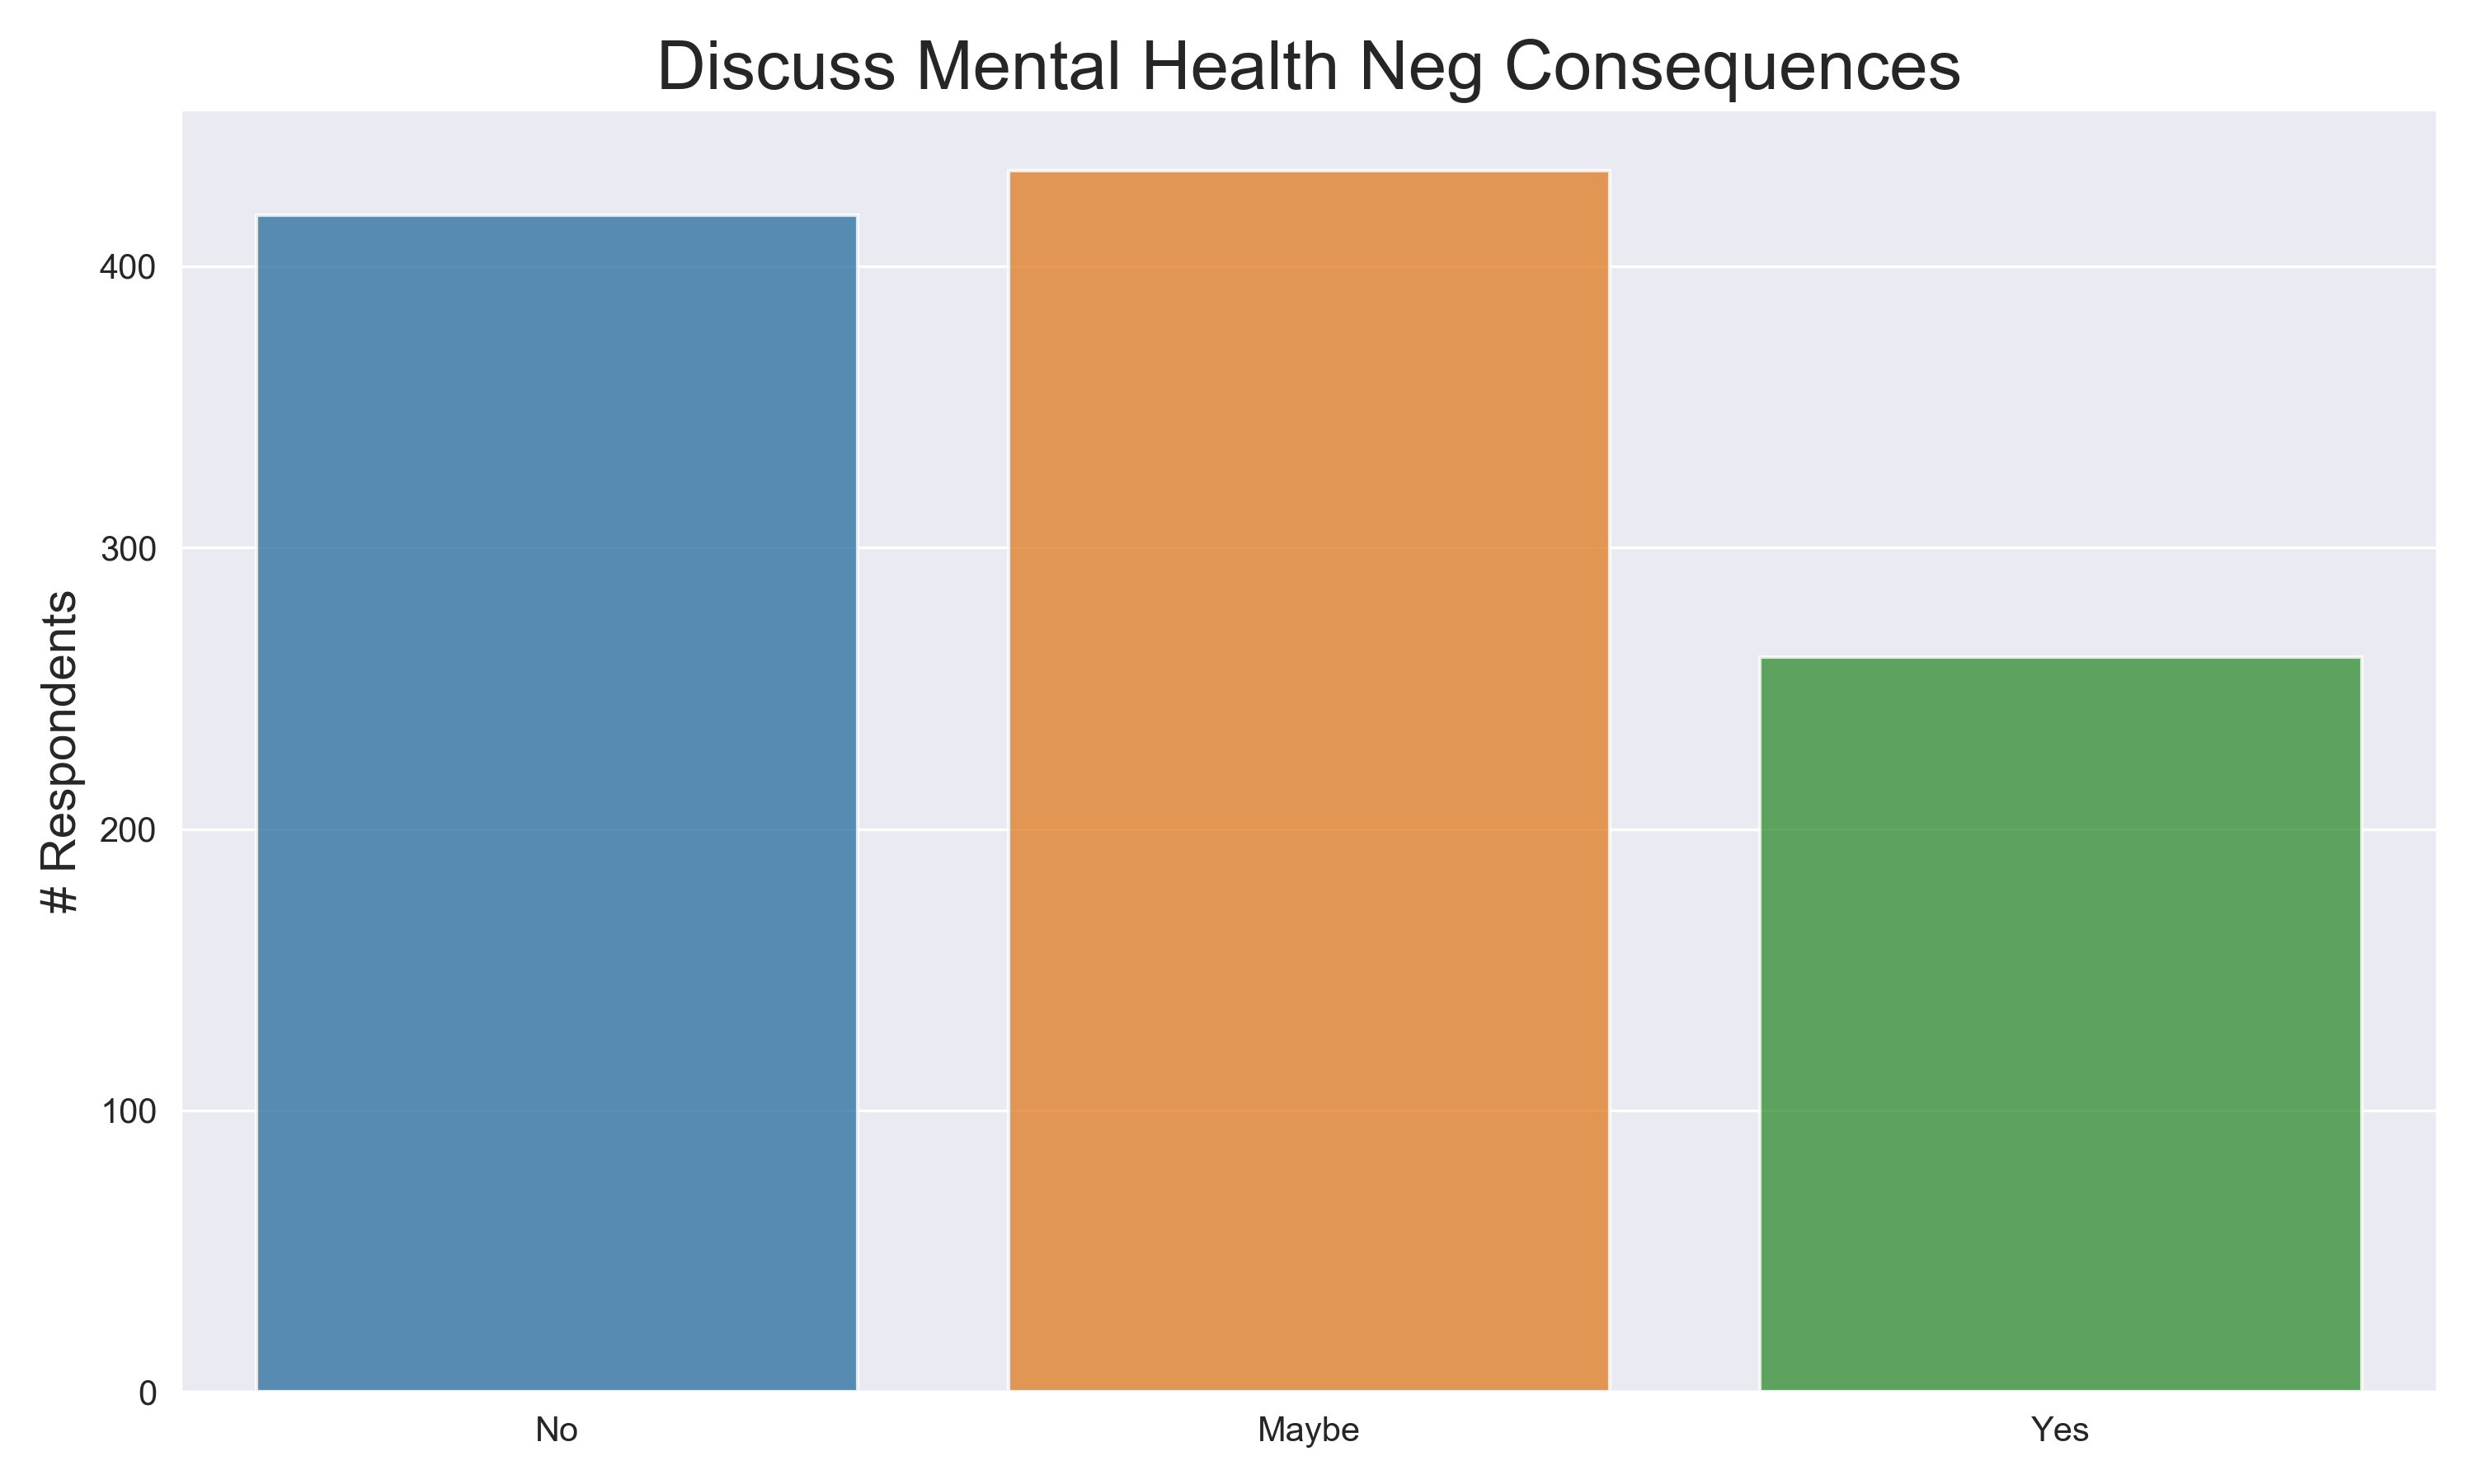 Discuss Mental Health Neg Consequences
# Respondents
400
300
200
100
0
No
Maybe
Yes